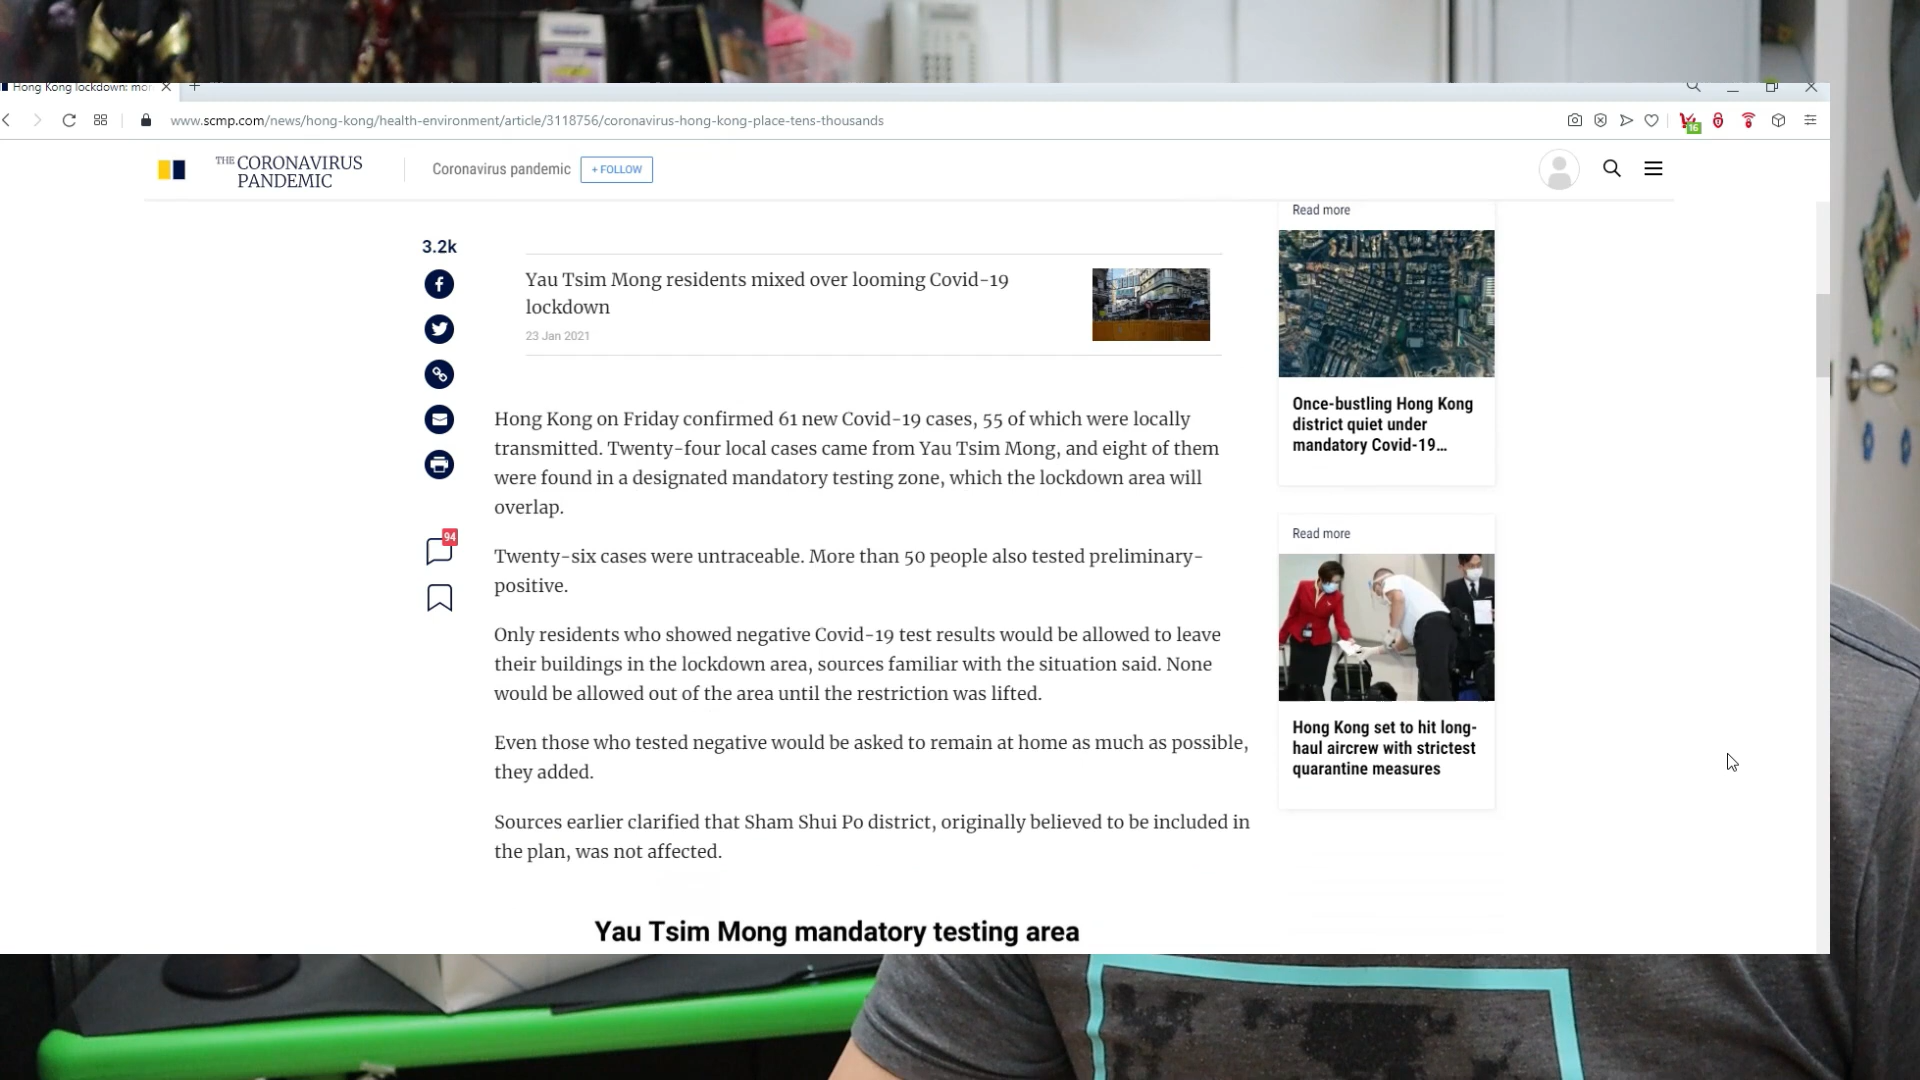 Hong Kong lockdown: mor
www.scmp.com/news/hong-kong/health-environment/article/3118756/coronavirus-hong-kong-place-tens-thousands
16
THE CORONAVIRUS
PANDEMIC
Coronavirus pandemic
+ FOLLOW
3.2k
94
Yau Tsim Mong residents mixed over looming Covid-19
lockdown
23 Jan 2021
Hong Kong on Friday confirmed 61 new Covid-19 cases, 55 of which were locally
transmitted. Twenty-four local cases came from Yau Tsim Mong, and eight of them
were found in a designated mandatory testing zone, which the lockdown area will
overlap.
Twenty-six cases were untraceable. More than 50 people also tested preliminary-
positive.
Only residents who showed negative Covid-19 test results would be allowed to leave
their buildings in the lockdown area, sources familiar with the situation said. None
would be allowed out of the area until the restriction was lifted.
Even those who tested negative would be asked to remain at home as much as possible,
they added.
Sources earlier clarified that Sham Shui Po district, originally believed to be included in
the plan, was not affected.
Yau Tsim Mong mandatory testing area
Read more
Once-bustling Hong Kong
district quiet under
mandatory Covid-19...
Read more
Hong Kong set to hit long-
haul aircrew with strictest
quarantine measures